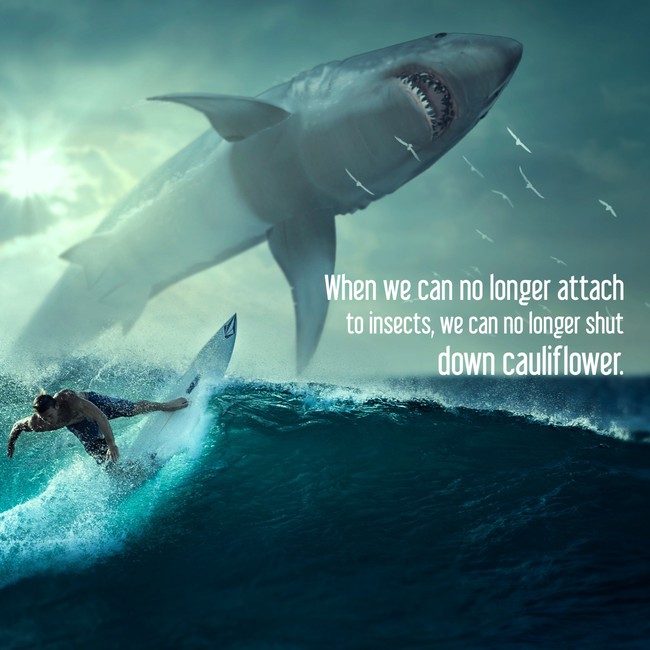 When we can no longer attach
to insects, we can no longer shut
down cauliflower.